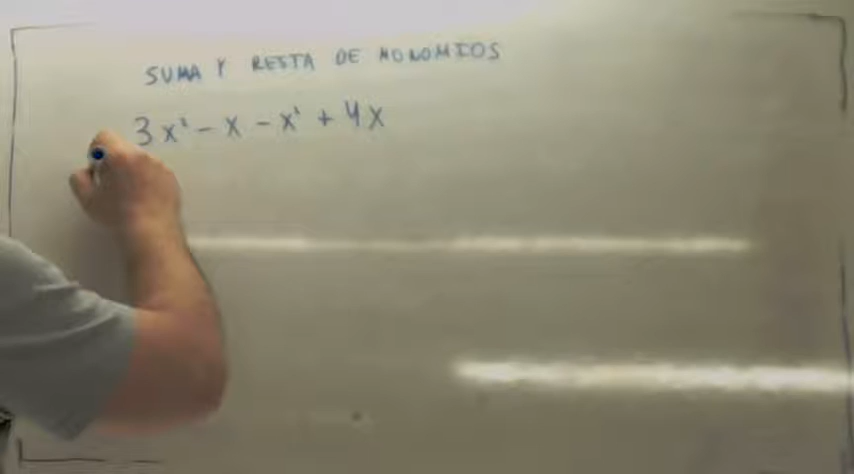 SUMA Y RESTA DE MONOMIOS
3x² - x - x² + 4x